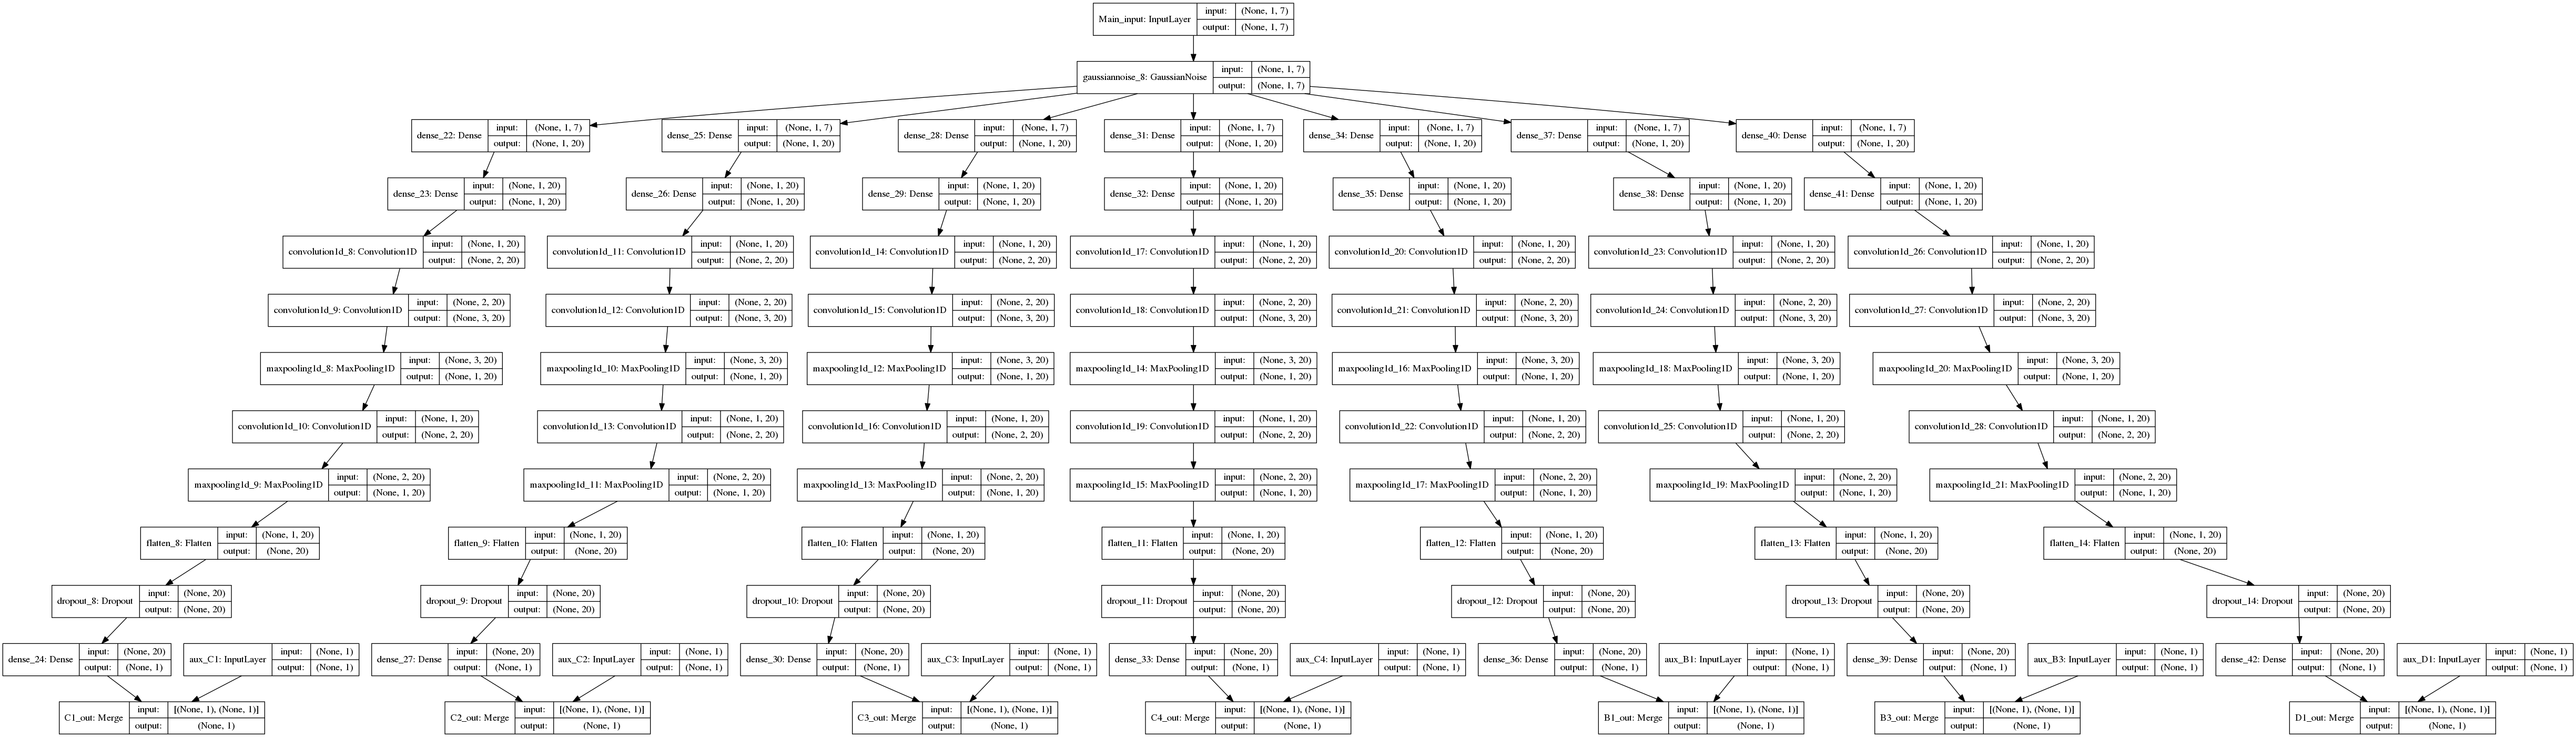 Main_input: InputLayer input: (None, 1, 7)
output: (None, 1, 7)
gaussiannoise_8: GaussianNoise input: (None, 1, 7)
output: (None, 1, 7)
dense_22: Dense input: (None, 1, 7) dense_25: Dense input: (None, 1, 7) dense_28: Dense input: (None, 1, 7) dense_31: Dense input: (None, 1, 7) dense_34: Dense input: (None, 1, 7) dense_37: Dense input: (None, 1, 7) dense_40: Dense input: (None, 1, 7)
output: (None, 1, 20) output: (None, 1, 20) output: (None, 1, 20) output: (None, 1, 20) output: (None, 1, 20) output: (None, 1, 20) output: (None, 1, 20)
dense_23: Dense input: (None, 1, 20) dense_26: Dense input: (None, 1, 20) dense_29: Dense input: (None, 1, 20) dense_32: Dense input: (None, 1, 20) dense_35: Dense input: (None, 1, 20) dense_38: Dense input: (None, 1, 20) dense_41: Dense input: (None, 1, 20)
output: (None, 1, 20) output: (None, 1, 20) output: (None, 1, 20) output: (None, 1, 20) output: (None, 1, 20) output: (None, 1, 20) output: (None, 1, 20)
convolution1d_8: Convolution1D input: (None, 1, 20) convolution1d_11: Convolution1D input: (None, 1, 20) convolution1d_14: Convolution1D input: (None, 1, 20) convolution1d_17: Convolution1D input: (None, 1, 20) convolution1d_20: Convolution1D input: (None, 1, 20) convolution1d_23: Convolution1D input: (None, 1, 20) convolution1d_26: Convolution1D input: (None, 1, 20)
output: (None, 2, 20) output: (None, 2, 20) output: (None, 2, 20) output: (None, 2, 20) output: (None, 2, 20) output: (None, 2, 20) output: (None, 2, 20)
convolution1d_9: Convolution1D input: (None, 2, 20) convolution1d_12: Convolution1D input: (None, 2, 20) convolution1d_15: Convolution1D input: (None, 2, 20) convolution1d_18: Convolution1D input: (None, 2, 20) convolution1d_21: Convolution1D input: (None, 2, 20) convolution1d_24: Convolution1D input: (None, 2, 20) convolution1d_27: Convolution1D input: (None, 2, 20)
output: (None, 3, 20) output: (None, 3, 20) output: (None, 3, 20) output: (None, 3, 20) output: (None, 3, 20) output: (None, 3, 20) output: (None, 3, 20)
maxpooling1d_8: MaxPooling1D input: (None, 3, 20) maxpooling1d_10: MaxPooling1D input: (None, 3, 20) maxpooling1d_12: MaxPooling1D input: (None, 3, 20) maxpooling1d_14: MaxPooling1D input: (None, 3, 20) maxpooling1d_16: MaxPooling1D input: (None, 3, 20) maxpooling1d_18: MaxPooling1D input: (None, 3, 20) maxpooling1d_20: MaxPooling1D input: (None, 3, 20)
output: (None, 1, 20) output: (None, 1, 20) output: (None, 1, 20) output: (None, 1, 20) output: (None, 1, 20) output: (None, 1, 20) output: (None, 1, 20)
convolution1d_10: Convolution1D input: (None, 1, 20) convolution1d_13: Convolution1D input: (None, 1, 20) convolution1d_16: Convolution1D input: (None, 1, 20) convolution1d_19: Convolution1D input: (None, 1, 20) convolution1d_22: Convolution1D input: (None, 1, 20) convolution1d_25: Convolution1D input: (None, 1, 20) convolution1d_28: Convolution1D input: (None, 1, 20)
output: (None, 2, 20) output: (None, 2, 20) output: (None, 2, 20) output: (None, 2, 20) output: (None, 2, 20) output: (None, 2, 20) output: (None, 2, 20)
maxpooling1d_9: MaxPooling1D input: (None, 2, 20) maxpooling1d_11: MaxPooling1D input: (None, 2, 20) maxpooling1d_13: MaxPooling1D input: (None, 2, 20) maxpooling1d_15: MaxPooling1D input: (None, 2, 20) maxpooling1d_17: MaxPooling1D input: (None, 2, 20) maxpooling1d_19: MaxPooling1D input: (None, 2, 20) maxpooling1d_21: MaxPooling1D input: (None, 2, 20)
output: (None, 1, 20) output: (None, 1, 20) output: (None, 1, 20) output: (None, 1, 20) output: (None, 1, 20) output: (None, 1, 20) output: (None, 1, 20)
flatten_8: Flatten input: (None, 1, 20) flatten_9: Flatten input: (None, 1, 20) flatten_10: Flatten input: (None, 1, 20) flatten_11: Flatten input: (None, 1, 20) flatten_12: Flatten input: (None, 1, 20) flatten_13: Flatten input: (None, 1, 20) flatten_14: Flatten input: (None, 1, 20)
output: (None, 20) output: (None, 20) output: (None, 20) output: (None, 20) output: (None, 20) output: (None, 20) output: (None, 20)
dropout_8: Dropout input: (None, 20) dropout_9: Dropout input: (None, 20) dropout_10: Dropout input: (None, 20) dropout_11: Dropout input: (None, 20) dropout_12: Dropout input: (None, 20) dropout_13: Dropout input: (None, 20) dropout_14: Dropout input: (None, 20)
output: (None, 20) output: (None, 20) output: (None, 20) output: (None, 20) output: (None, 20) output: (None, 20) output: (None, 20)
dense_24: Dense input: (None, 20) aux_C1: InputLayer input: (None, 1) dense_27: Dense input: (None, 20) aux_C2: InputLayer input: (None, 1) dense_30: Dense input: (None, 20) aux_C3: InputLayer input: (None, 1) dense_33: Dense input: (None, 20) aux_C4: InputLayer input: (None, 1) dense_36: Dense input: (None, 20) aux_B1: InputLayer input: (None, 1) dense_39: Dense input: (None, 20) aux_B3: InputLayer input: (None, 1) dense_42: Dense input: (None, 20) aux_D1: InputLayer input: (None, 1)
output: (None, 1) output: (None, 1) output: (None, 1) output: (None, 1) output: (None, 1) output: (None, 1) output: (None, 1) output: (None, 1) output: (None, 1) output: (None, 1) output: (None, 1) output: (None, 1) output: (None, 1) output: (None, 1)
C1_out: Merge input: [(None, 1), (None, 1)] C2_out: Merge input: [(None, 1), (None, 1)] C3_out: Merge input: [(None, 1), (None, 1)] C4_out: Merge input: [(None, 1), (None, 1)] B1_out: Merge input: [(None, 1), (None, 1)] B3_out: Merge input: [(None, 1), (None, 1)] D1_out: Merge input: [(None, 1), (None, 1)]
output: (None, 1) output: (None, 1) output: (None, 1) output: (None, 1) output: (None, 1) output: (None, 1) output: (None, 1)